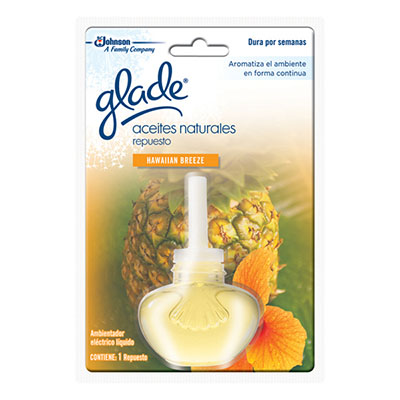 SC Johnson
A Family Company
Dura por semanas
Aromatiza el ambiente
en forma continua
glade®
aceites naturales
repuesto
HAWAIIAN BREEZE
Ambientador
eléctrico líquido
CONTIENE: 1 Repuesto